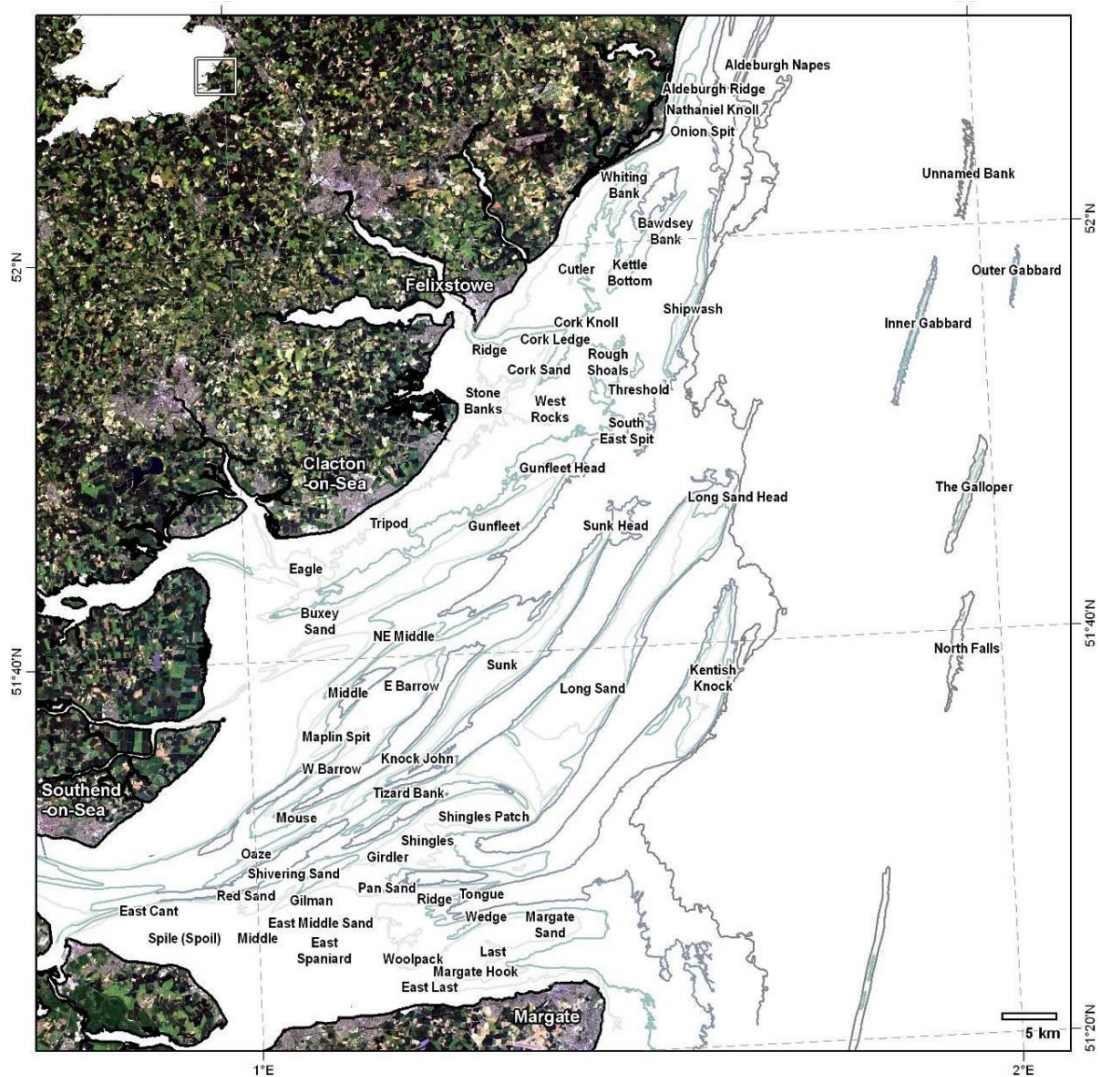 Aldeburgh Napes
Aldeburgh Ridge
Nathaniel Knoll
Onion Spit
Whiting
Bank
Unnamed Bank
Bawdsey
Bank
52°N
52°N
Cutler
Kettle
Bottom
Outer Gabbard
Felixstowe
Shipwash
Inner Gabbard
Cork Knoll
Cork Ledge
Ridge
Rough
Shoals
Cork Sand
Threshold
Stone
Banks
West
Rocks
South
East Spit
Clacton
-on-Sea
Gunfleet Head
Long Sand Head
The Galloper
Tripod
Gunfleet
Sunk Head
Eagle
Buxey
Sand
NE Middle
51°40'N
51°40'N
North Falls
Sunk
Kentish
Knock
Middle
E Barrow
Long Sand
Maplin Spit
Knock John
W Barrow
Southend
-on-Sea
Tizard Bank
Mouse
Shingles Patch
Shingles
Oaze
Girdler
Shivering Sand
Pan Sand
Red Sand
Gilman
Ridge
Tongue
East Cant
East Middle Sand
Wedge
Margate
Sand
Spile (Spoil)
Middle
East
Spaniard
Woolpack
Last
Margate Hook
East Last
Margate
5 km
51°20'N
1°E
2°E